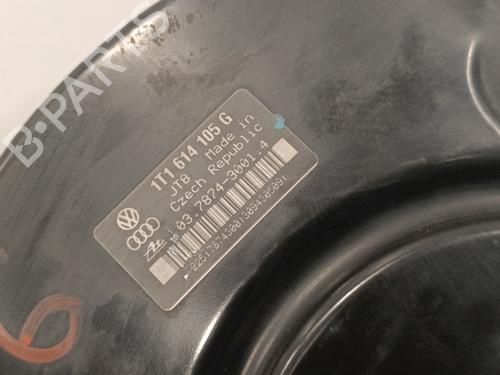 B-PARTS
1T1 614 105 G
JT8 Made in
Czech Republic
03.7874-3001.4